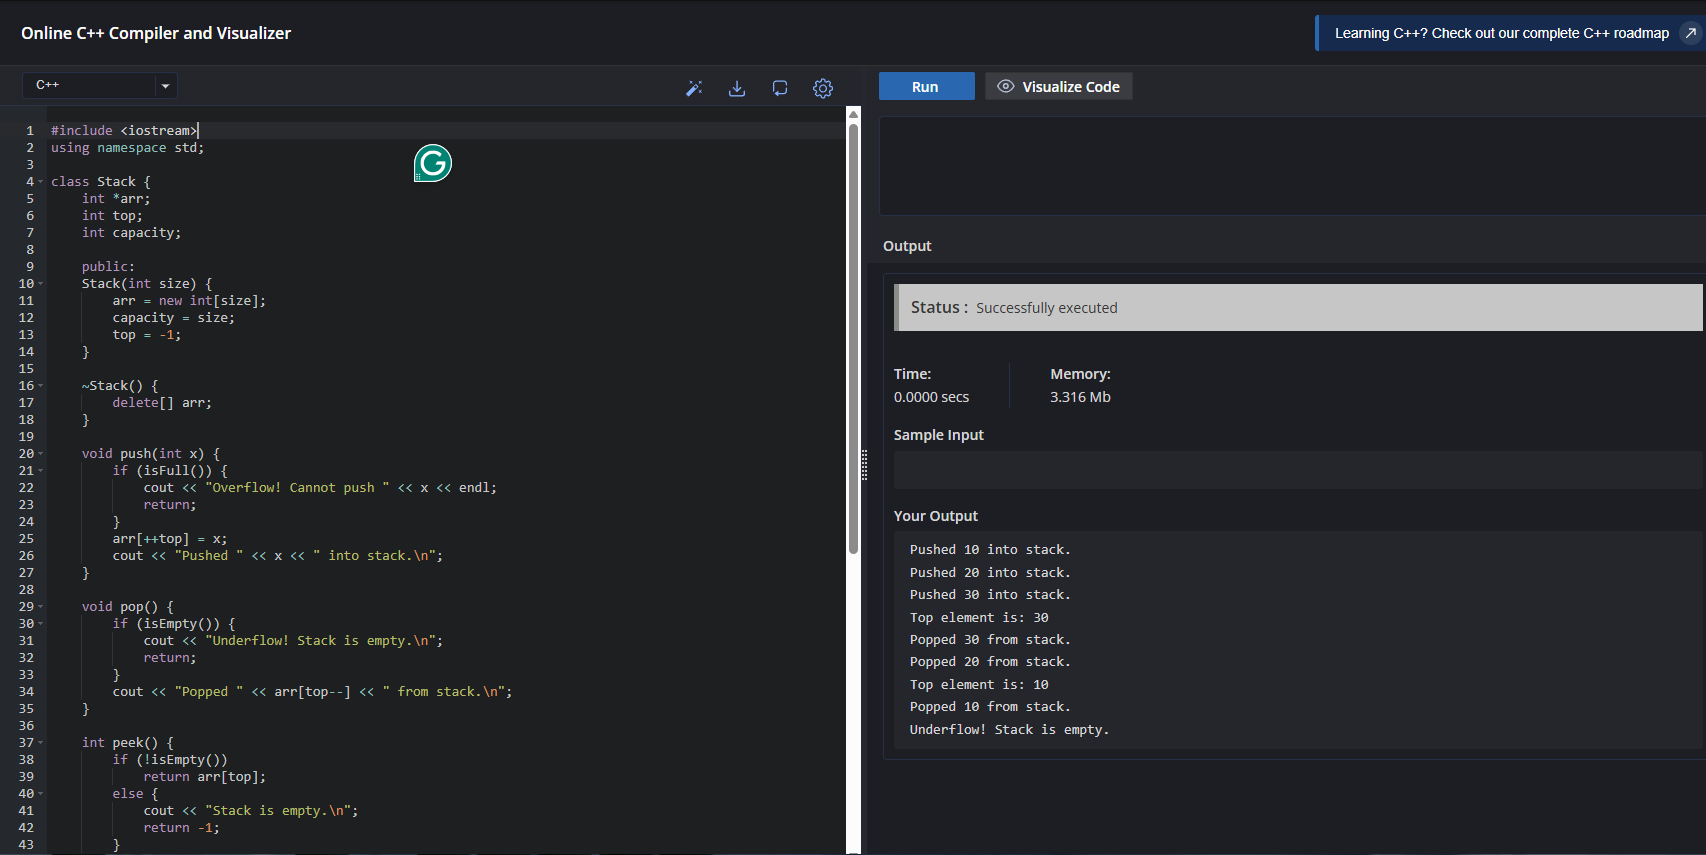 Online C++ Compiler and Visualizer
Learning C++? Check out our complete C++ roadmap
C++
Run
Visualize Code
1 #include <iostream>
2 using namespace std;
3
4 class Stack {
5     int *arr;
6     int top;
7     int capacity;
8
9     public:
10     Stack(int size) {
11         arr = new int[size];
12         capacity = size;
13         top = -1;
14     }
15
16     ~Stack() {
17         delete[] arr;
18     }
19
20     void push(int x) {
21         if (isFull()) {
22             cout << "Overflow! Cannot push " << x << endl;
23             return;
24         }
25         arr[++top] = x;
26         cout << "Pushed " << x << " into stack.\n";
27     }
28
29     void pop() {
30         if (isEmpty()) {
31             cout << "Underflow! Stack is empty.\n";
32             return;
33         }
34         cout << "Popped " << arr[top--] << " from stack.\n";
35     }
36
37     int peek() {
38         if (!isEmpty())
39             return arr[top];
40         else {
41             cout << "Stack is empty.\n";
42             return -1;
43         }
G
Output
Status : Successfully executed
Time:
0.0000 secs
Memory:
3.316 Mb
Sample Input
Your Output
Pushed 10 into stack.
Pushed 20 into stack.
Pushed 30 into stack.
Top element is: 30
Popped 30 from stack.
Popped 20 from stack.
Top element is: 10
Popped 10 from stack.
Underflow! Stack is empty.